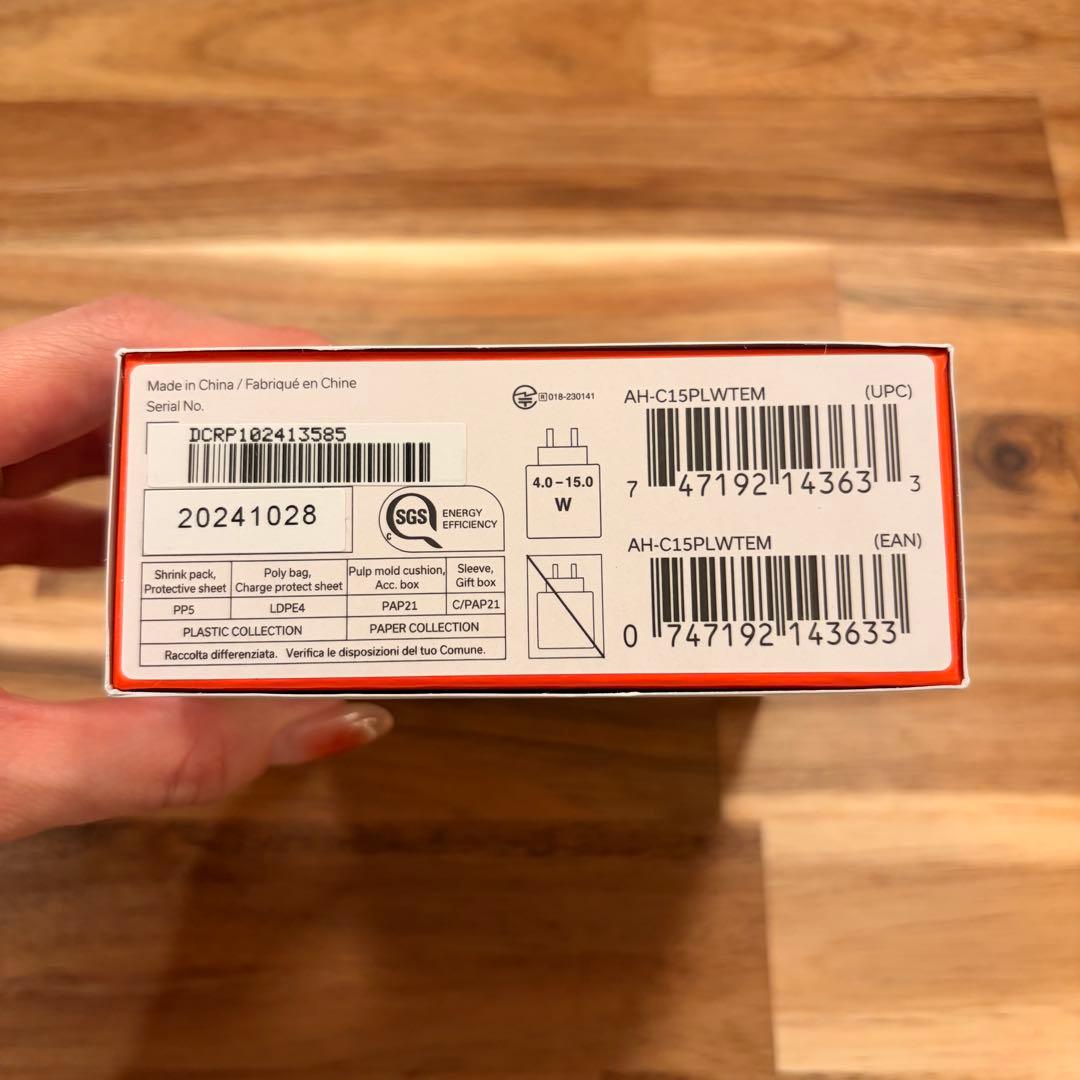 Made in China / Fabriqué en Chine
Serial No.
DCRP102413585
20241028
c SGS ENERGY EFFICIENCY
Shrink pack, Protective sheet
Poly bag, Charge protect sheet
Pulp mold cushion, Acc. box
Sleeve, Gift box
PP5 LDPE4 PAP21 C/PAP21
PLASTIC COLLECTION PAPER COLLECTION
Raccolta differenziata. Verifica le disposizioni del tuo Comune.
R 018-230141
4.0 – 15.0
W
AH-C15PLWTEM (UPC)
7 47192 14363 3
AH-C15PLWTEM (EAN)
0 747192 143633